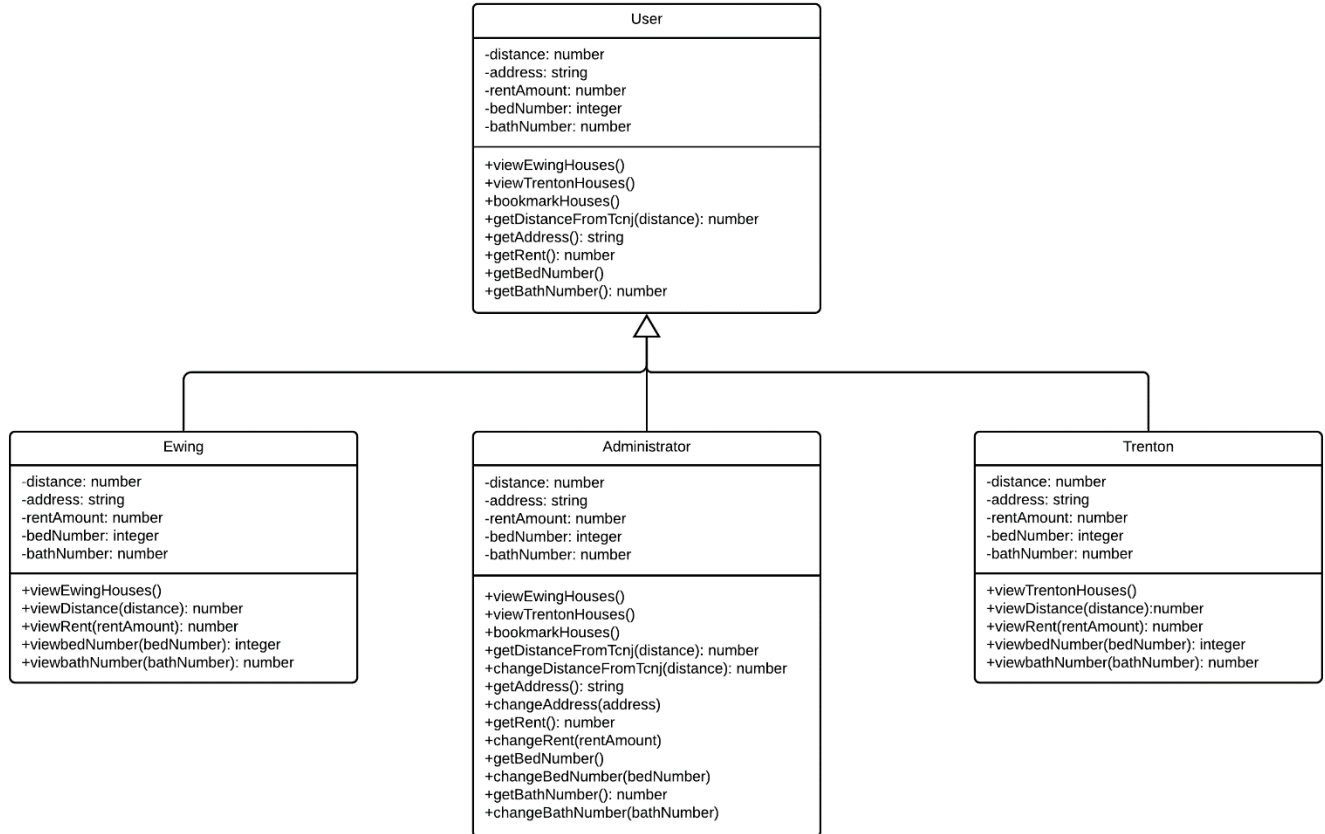 User
-distance: number
-address: string
-rentAmount: number
-bedNumber: integer
-bathNumber: number
+viewEwingHouses()
+viewTrentonHouses()
+bookmarkHouses()
+getDistanceFromTcnj(distance): number
+getAddress(): string
+getRent(): number
+getBedNumber()
+getBathNumber(): number
Ewing
-distance: number
-address: string
-rentAmount: number
-bedNumber: integer
-bathNumber: number
+viewEwingHouses()
+viewDistance(distance): number
+viewRent(rentAmount): number
+viewbedNumber(bedNumber): integer
+viewbathNumber(bathNumber): number
Administrator
-distance: number
-address: string
-rentAmount: number
-bedNumber: integer
-bathNumber: number
+viewEwingHouses()
+viewTrentonHouses()
+bookmarkHouses()
+getDistanceFromTcnj(distance): number
+changeDistanceFromTcnj(distance): number
+getAddress(): string
+changeAddress(address)
+getRent(): number
+changeRent(rentAmount)
+getBedNumber()
+changeBedNumber(bedNumber)
+getBathNumber(): number
+changeBathNumber(bathNumber)
Trenton
-distance: number
-address: string
-rentAmount: number
-bedNumber: integer
-bathNumber: number
+viewTrentonHouses()
+viewDistance(distance):number
+viewRent(rentAmount): number
+viewbedNumber(bedNumber): integer
+viewbathNumber(bathNumber): number